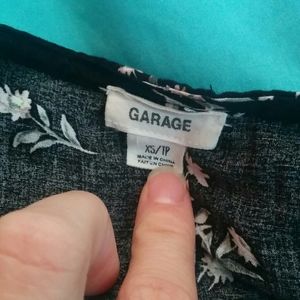 GARAGE
XS/TP
MADE IN CHINA
FAIT EN CHINE